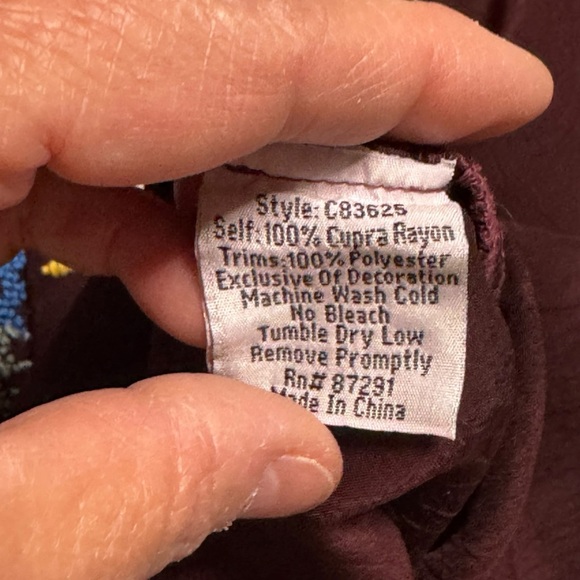 Style: C83625
Self: 100% Cupra Rayon
Trims: 100% Polyester
Exclusive Of Decoration
Machine Wash Cold
No Bleach
Tumble Dry Low
Remove Promptly
Rn# 87291
Made In China